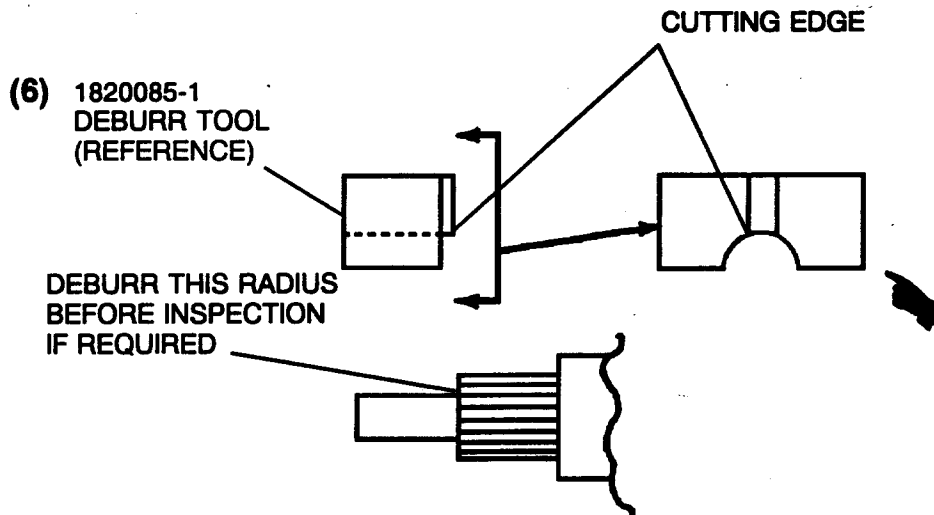 CUTTING EDGE
(6) 1820085-1
DEBURR TOOL
(REFERENCE)
DEBURR THIS RADIUS
BEFORE INSPECTION
IF REQUIRED